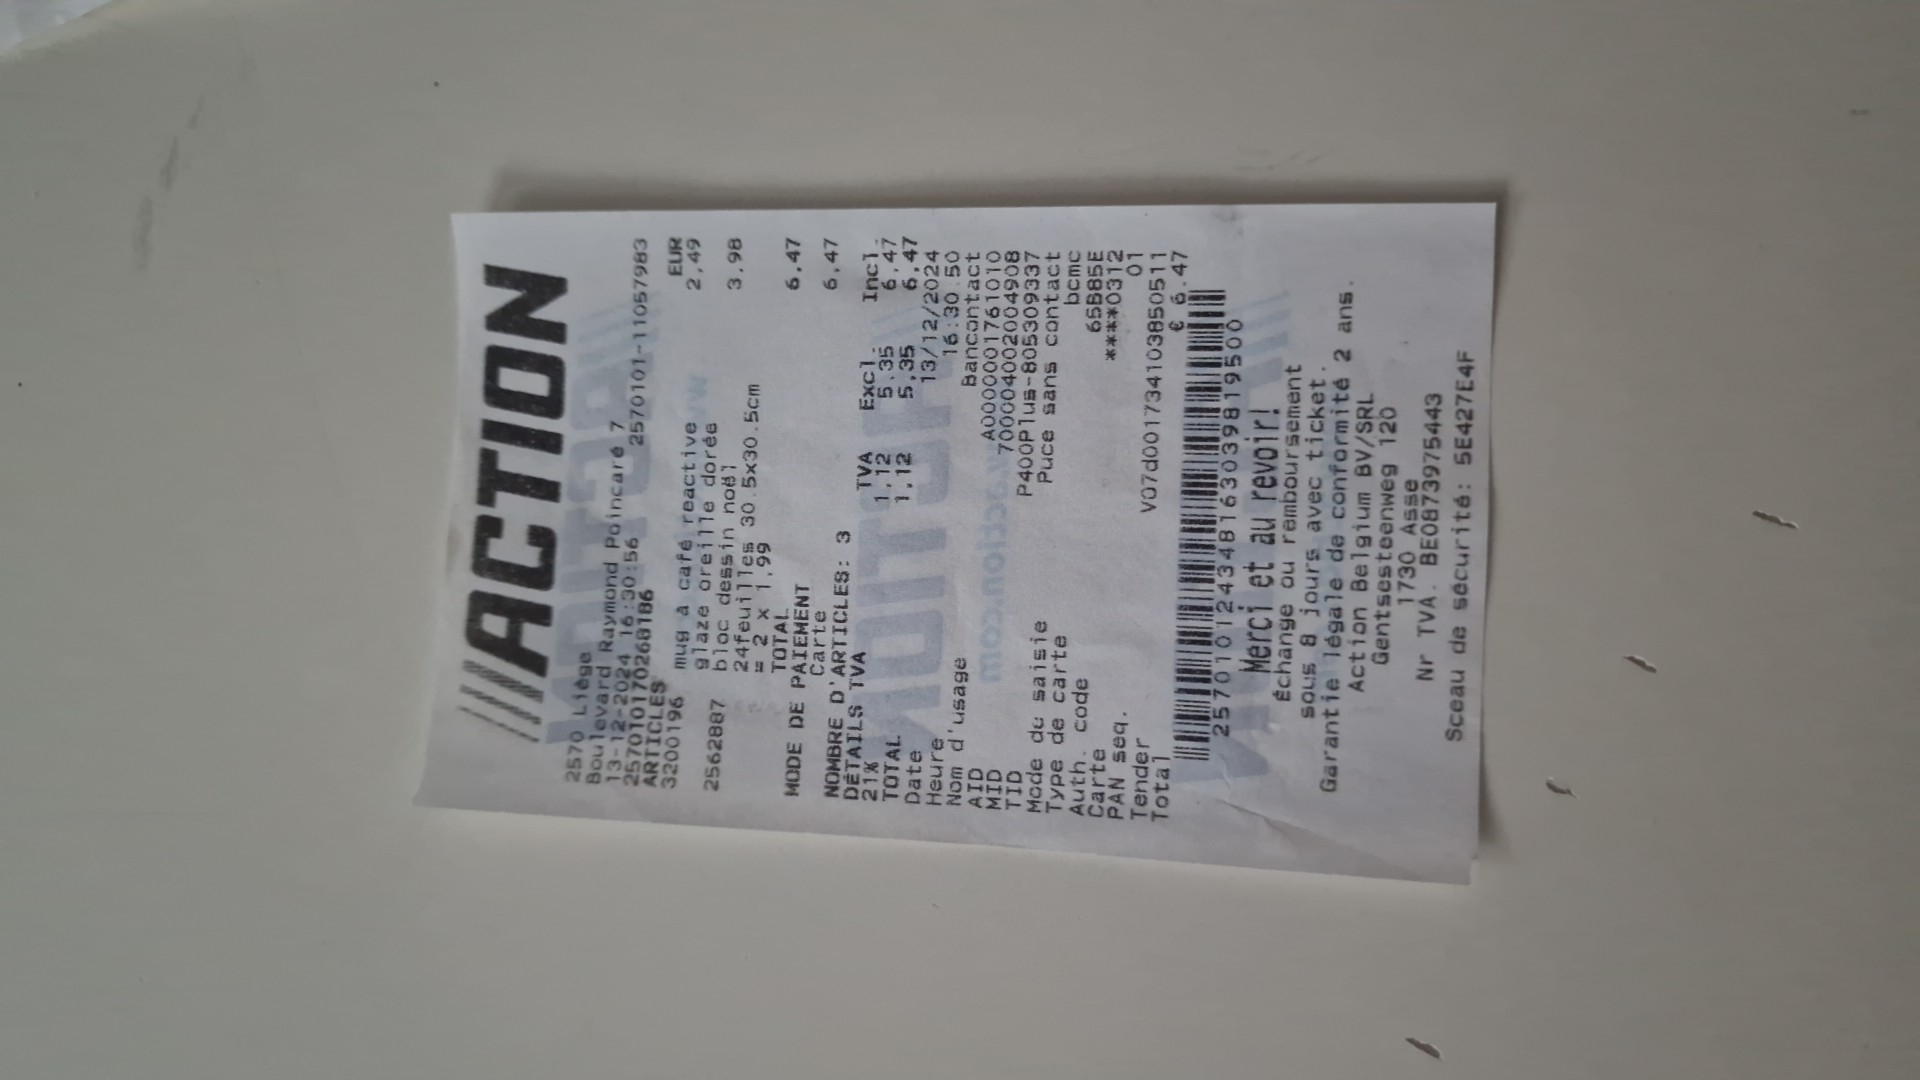 ///ACTION
2570 Liège
Boulevard Raymond Poincaré 7
13-12-2024 16:30:56
25701017026818​6 2570101-11057983
ARTICLES EUR
3200196 mug à café reactive 2,49
glaze oreille dorée
2562887 bloc dessin noël 3,98
24feuilles 30.5x30.5cm
= 2 x 1,99
TOTAL 6,47
MODE DE PAIEMENT
Carte 6,47
NOMBRE D'ARTICLES: 3
DÉTAILS TVA TVA Excl. Incl.
21% 1,12 5,35 6,47
TOTAL 1,12 5,35 6,47
Date 13/12/2024
Heure 16:30:50
Nom d'usage Bancontact
AID A0000001761010
MID 700004002004908
TID P400Plus-805309337
Mode de saisie Puce sans contact
Type de carte bcmc
Auth. code 65B85E
Carte ****0312
PAN seq. 01
Tender V07d001734103850511
Total € 6.47
Merci et au revoir!
Échange ou remboursement
sous 8 jours avec ticket.
Garantie légale de conformité 2 ans.
Action Belgium BV/SRL
Gentsesteenweg 120
1730 Asse
Nr TVA. BE0873975443
Sceau de sécurité: 5E427E4F